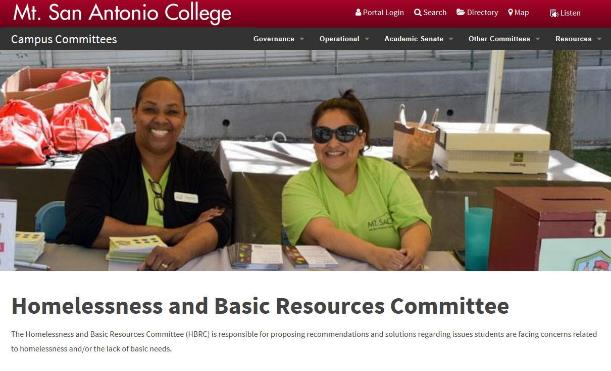 Mt. San Antonio College
Portal Login Search Directory Map Listen
Campus Committees
Governance Operational Academic Senate Other Committees Resources
MT. SAC
Homelessness and Basic Resources Committee
The Homelessness and Basic Resources Committee (HBRC) is responsible for proposing recommendations and solutions regarding issues students are facing concerns related
to homelessness and/or the lack of basic needs.